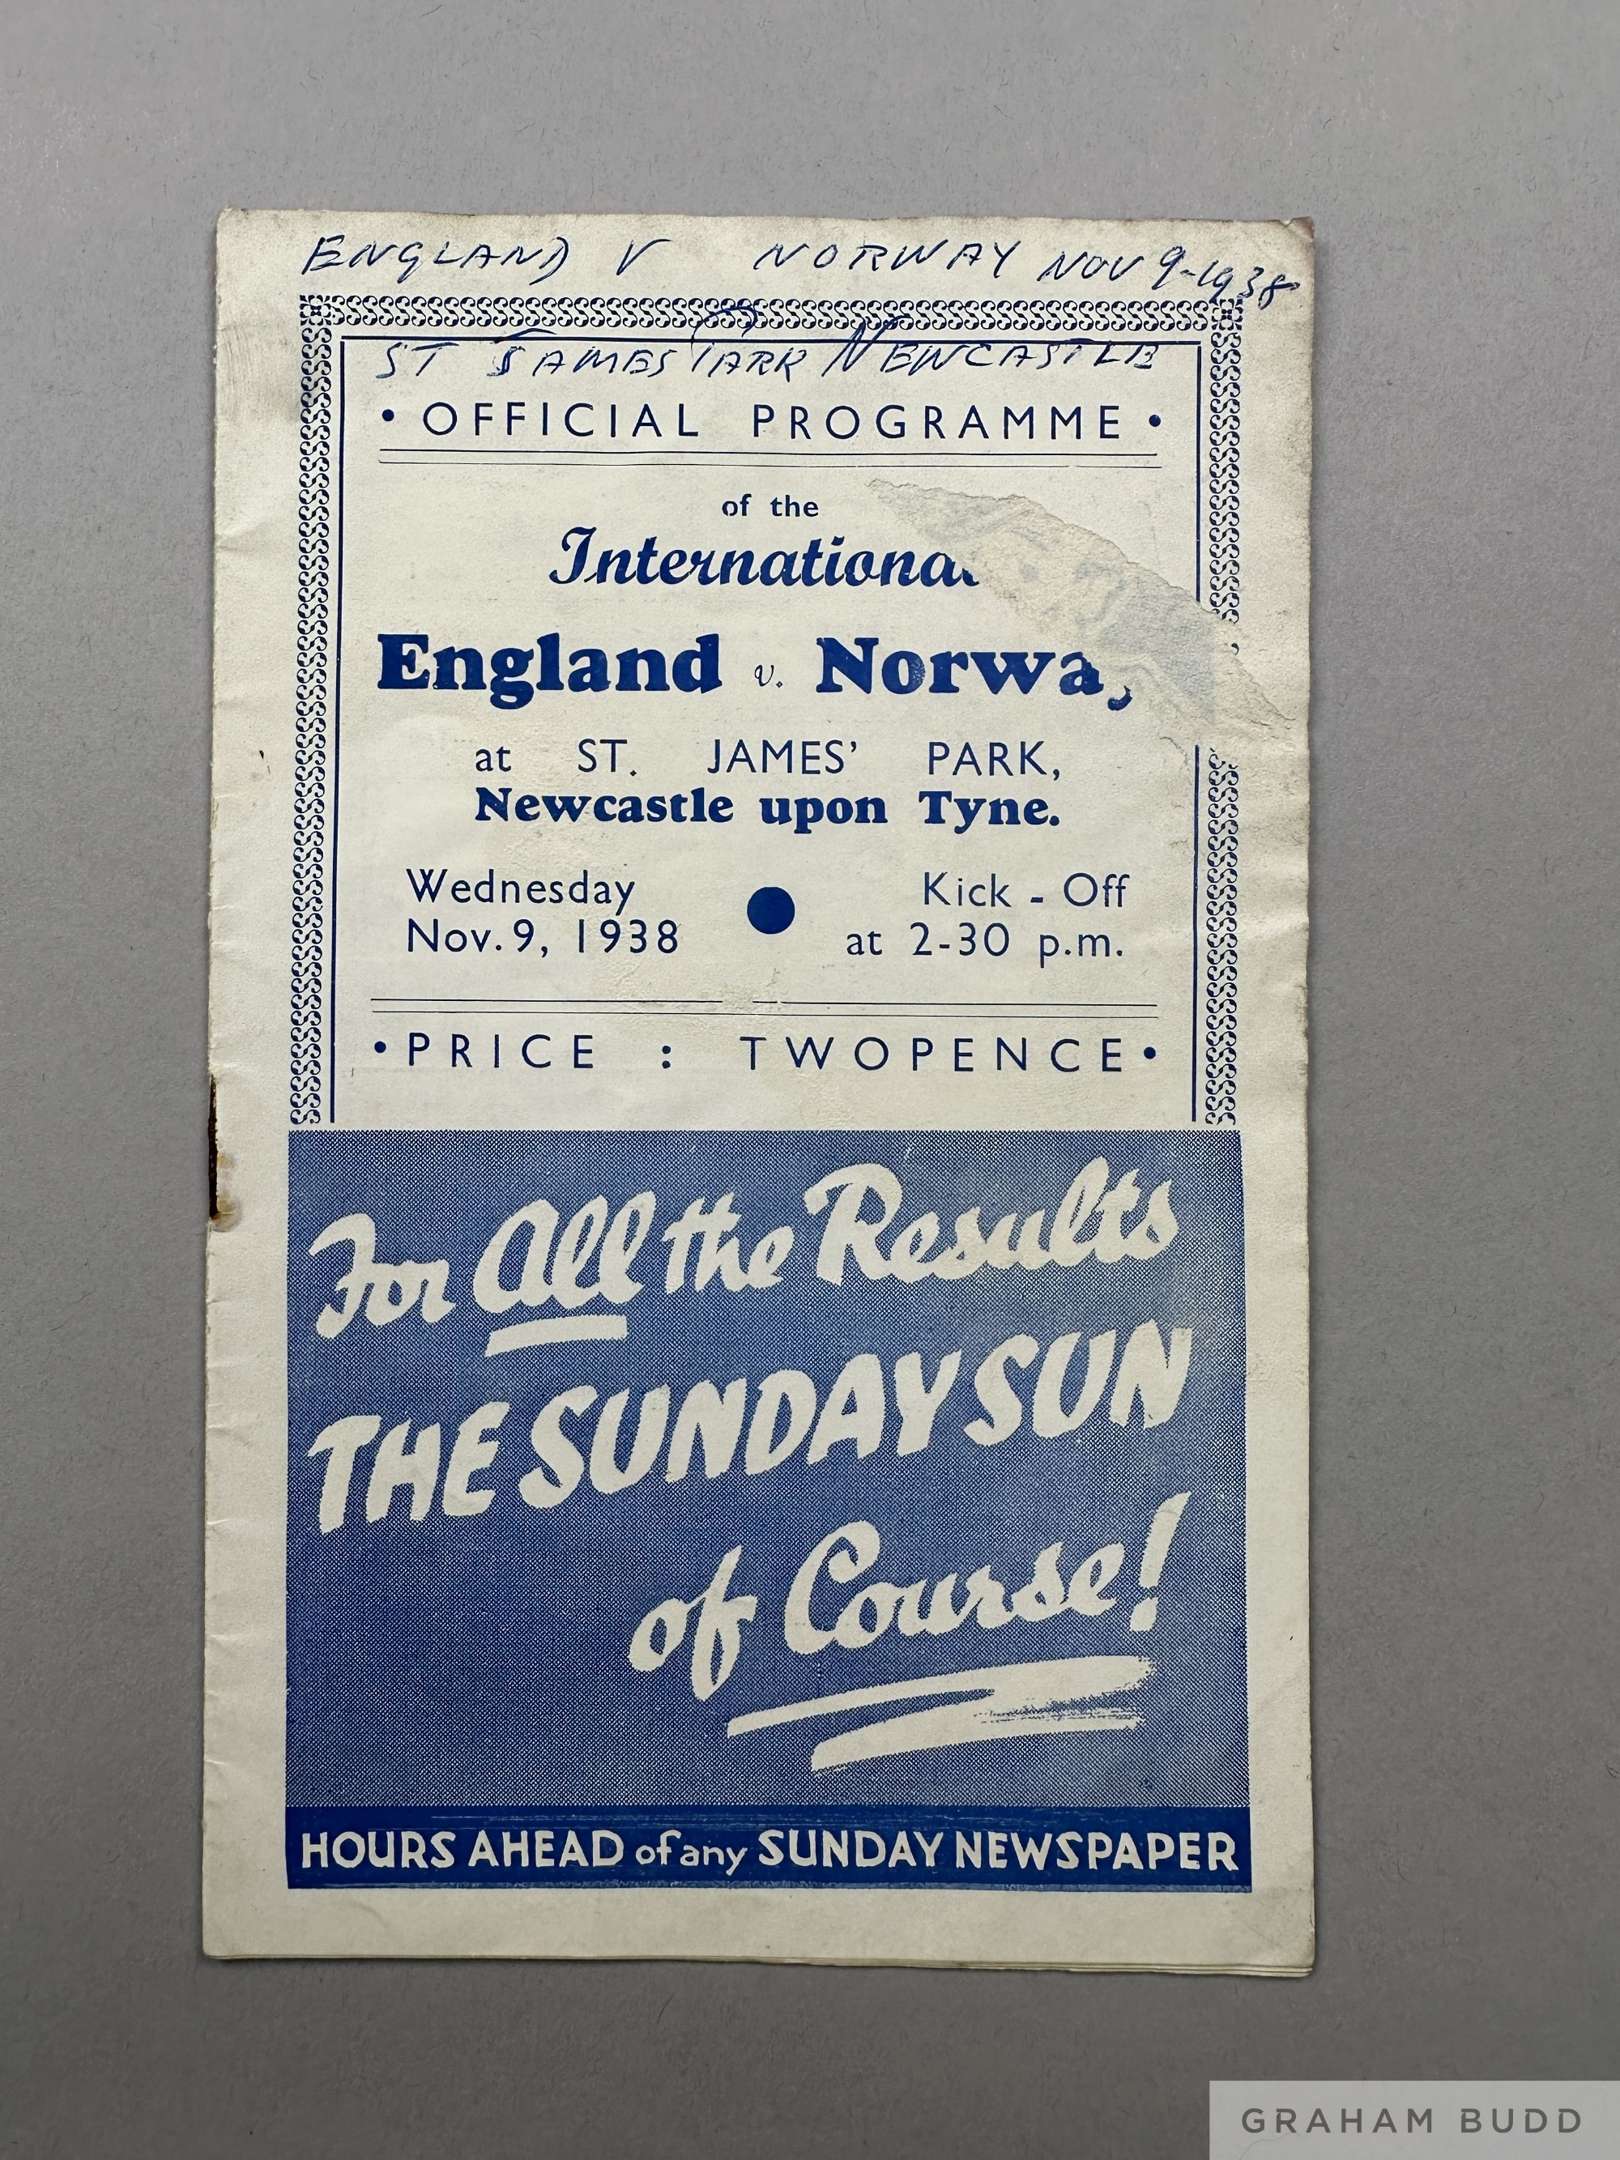 ENGLAND V NORWAY NOV 9-1938
ST JAMES PARK NEWCASTLE
• OFFICIAL PROGRAMME •
of the
Internationa
England v. Norway
at ST. JAMES' PARK,
Newcastle upon Tyne.
Wednesday
Nov. 9, 1938
Kick - Off
at 2-30 p.m.
• PRICE : TWOPENCE •
For All the Results
THE SUNDAY SUN
of Course!
HOURS AHEAD of any SUNDAY NEWSPAPER
GRAHAM BUDD